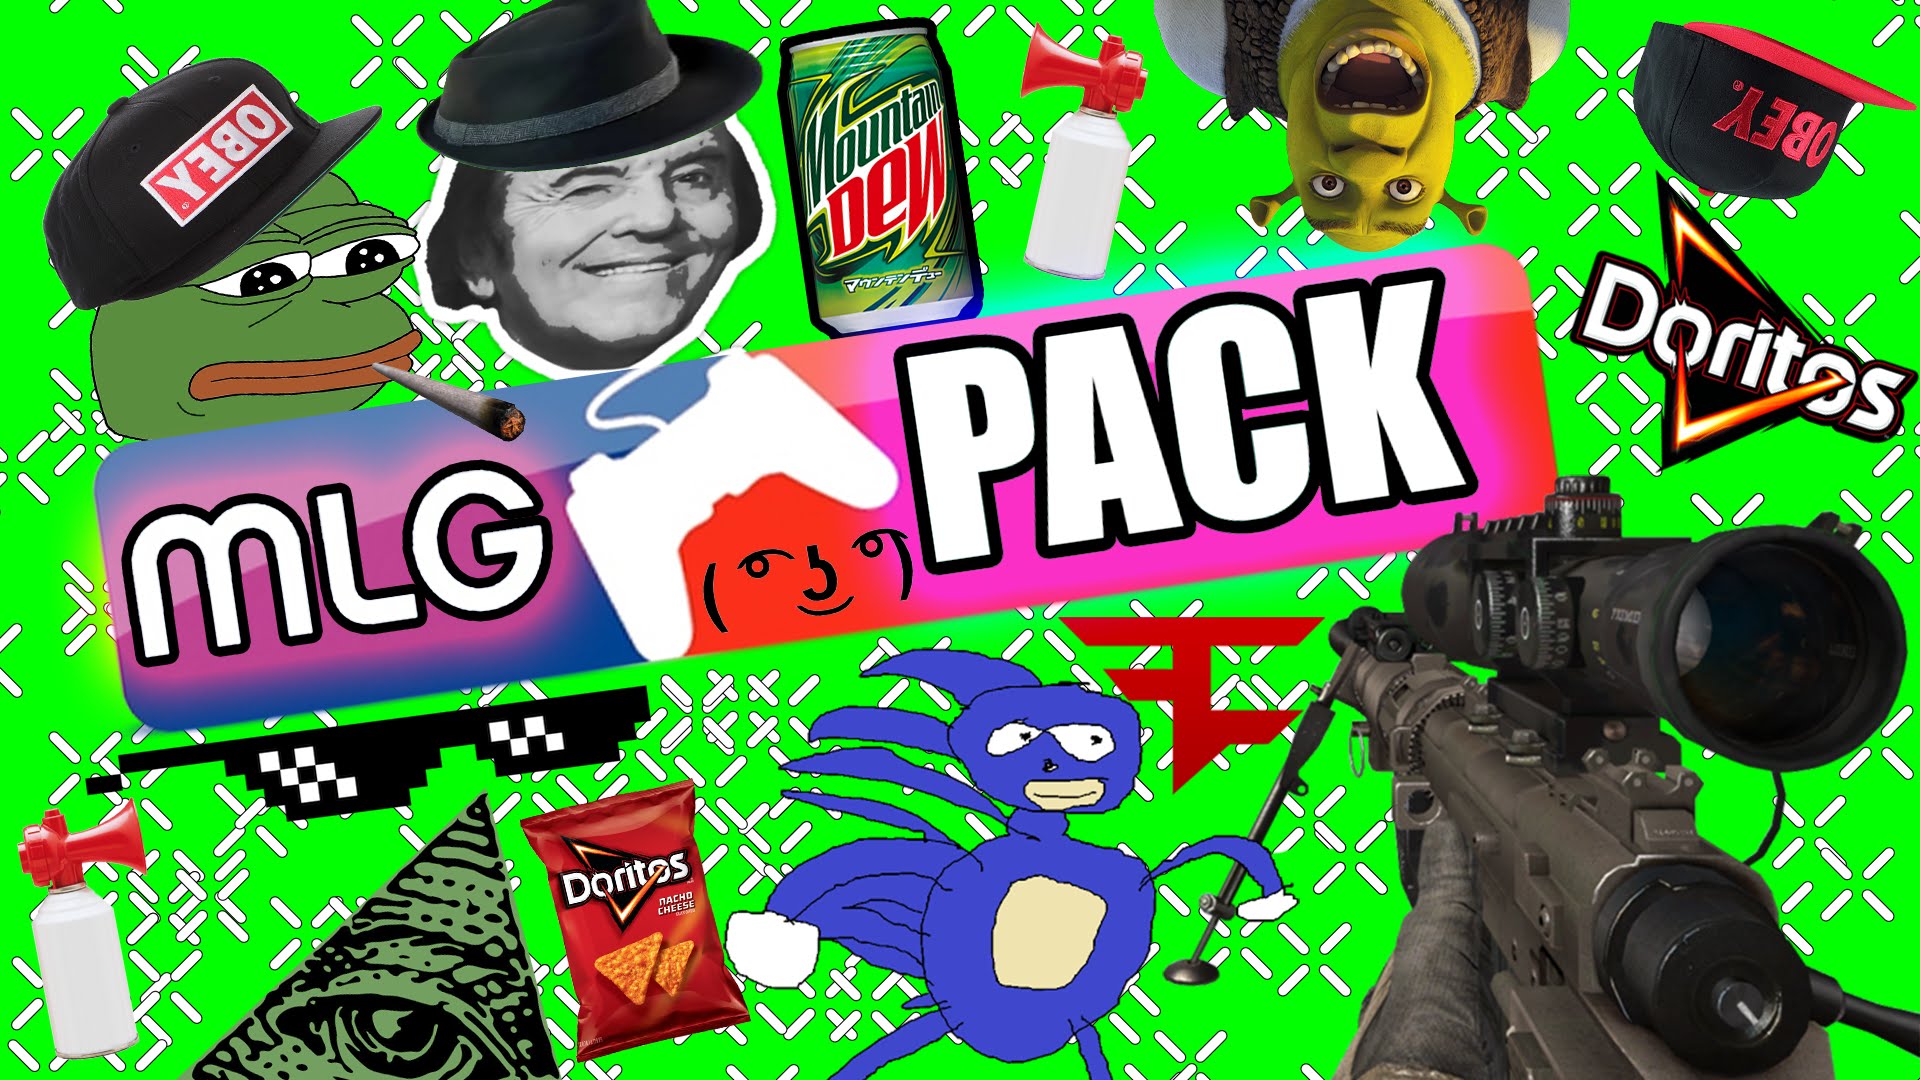 OBEY
Mountain
Dew
マウンテンデュー
OBEY
Doritos
MLG PACK
( ͡° ͜ʖ ͡°)
Doritos
NACHO
CHEESE